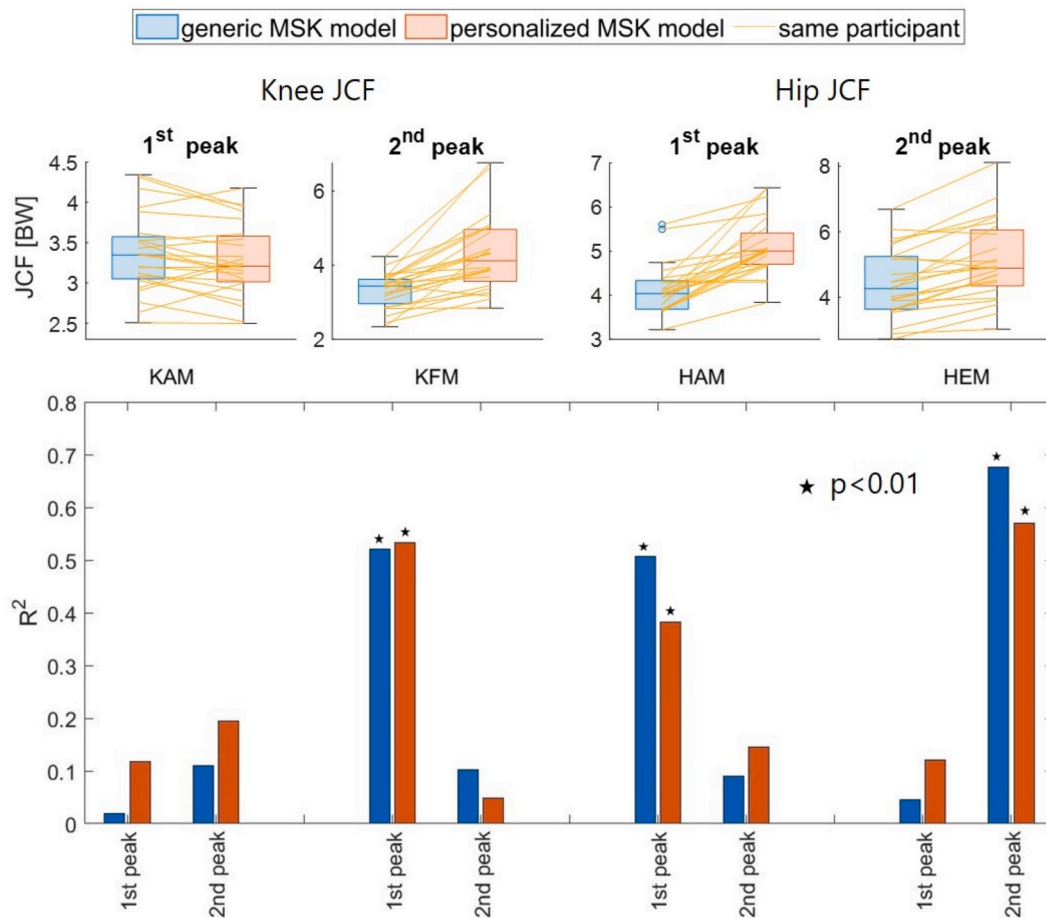 generic MSK model personalized MSK model same participant
Knee JCF Hip JCF
1st peak 2nd peak 1st peak 2nd peak
JCF [BW]
4.5
4
3.5
3
2.5
6
4
2
7
6
5
4
3
8
6
4
KAM KFM HAM HEM
R2
0.8
0.7
0.6
0.5
0.4
0.3
0.2
0.1
0
★ p<0.01
1st peak
2nd peak
1st peak
2nd peak
1st peak
2nd peak
1st peak
2nd peak